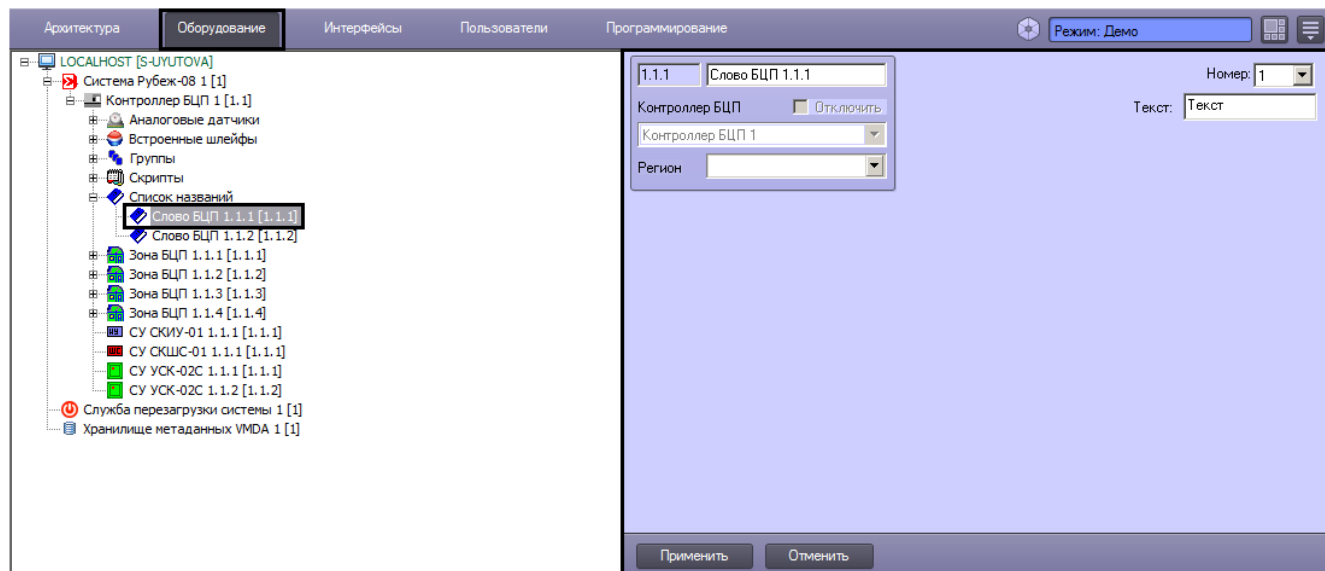 Архитектура Оборудование Интерфейсы Пользователи Программирование Режим: Демо
LOCALHOST [S-UYUTOVA]
Система Рубеж-08 1 [1]
Контроллер БЦП 1 [1.1]
Аналоговые датчики
Встроенные шлейфы
Группы
Скрипты
Список названий
Слово БЦП 1.1.1 [1.1.1]
Слово БЦП 1.1.2 [1.1.2]
Зона БЦП 1.1.1 [1.1.1]
Зона БЦП 1.1.2 [1.1.2]
Зона БЦП 1.1.3 [1.1.3]
Зона БЦП 1.1.4 [1.1.4]
СУ СКИУ-01 1.1.1 [1.1.1]
СУ СКШС-01 1.1.1 [1.1.1]
СУ УСК-02С 1.1.1 [1.1.1]
СУ УСК-02С 1.1.2 [1.1.2]
Служба перезагрузки системы 1 [1]
Хранилище метаданных VMDA 1 [1]
1.1.1 Слово БЦП 1.1.1
Контроллер БЦП Отключить
Контроллер БЦП 1
Регион
Номер: 1
Текст: Текст
Применить Отменить